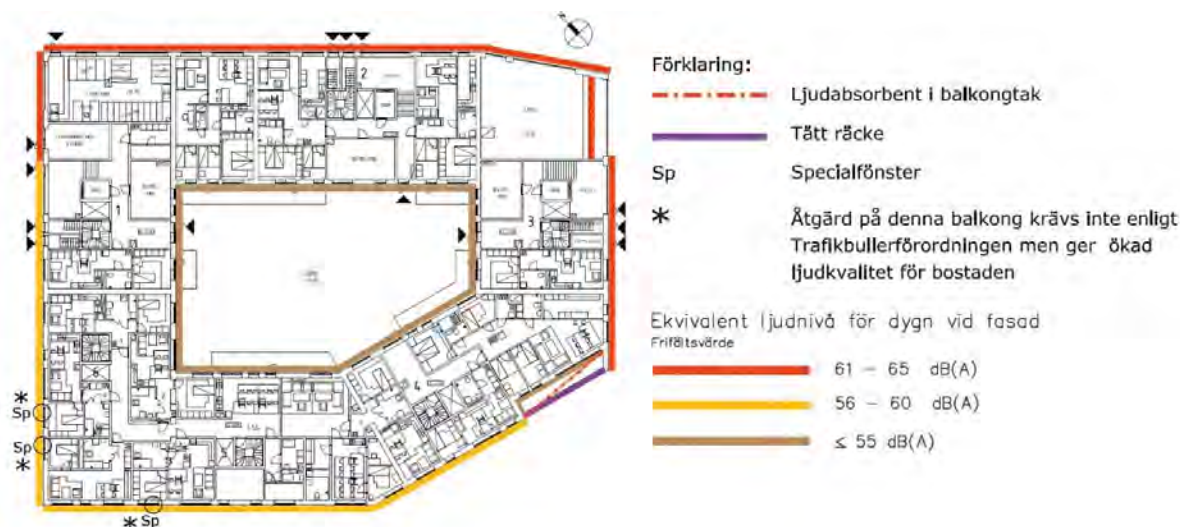 2
1
3
4
6
*
Sp
Sp
*
* Sp
Förklaring:
Ljudabsorbent i balkongtak
Tätt räcke
Sp Specialfönster
* Åtgärd på denna balkong krävs inte enligt
Trafikbullerförordningen men ger ökad
ljudkvalitet för bostaden
Ekvivalent ljudnivå för dygn vid fasad
Frifältsvärde
61 – 65 dB(A)
56 – 60 dB(A)
≤ 55 dB(A)